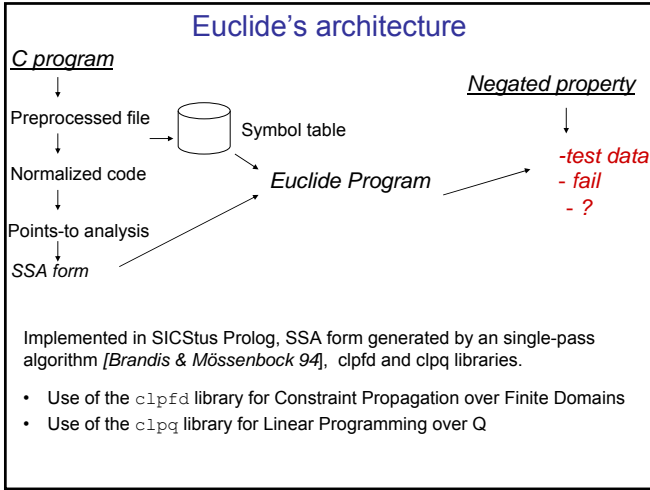 Euclide's architecture
C program
Negated property
Preprocessed file
Symbol table
-test data
- fail
- ?
Normalized code
Euclide Program
Points-to analysis
SSA form
Implemented in SICStus Prolog, SSA form generated by an single-pass
algorithm [Brandis & Mössenbock 94], clpfd and clpq libraries.
• Use of the clpfd library for Constraint Propagation over Finite Domains
• Use of the clpq library for Linear Programming over Q